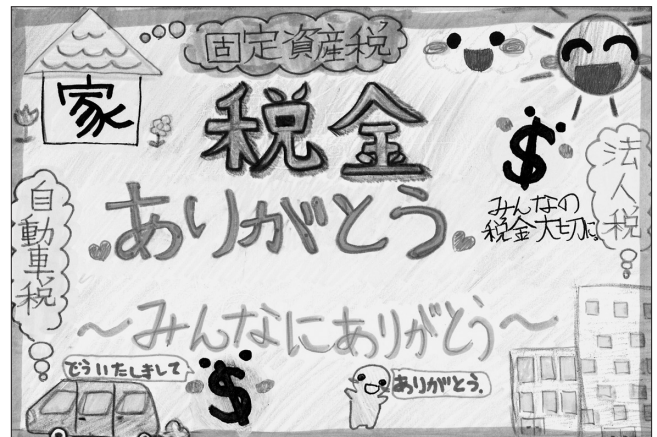 固定資産税
家
税金
ありがとう
$
みんなの
税金大切に
法人税
自動車税
〜みんなにありがとう〜
どういたしまして
$
ありがとう。